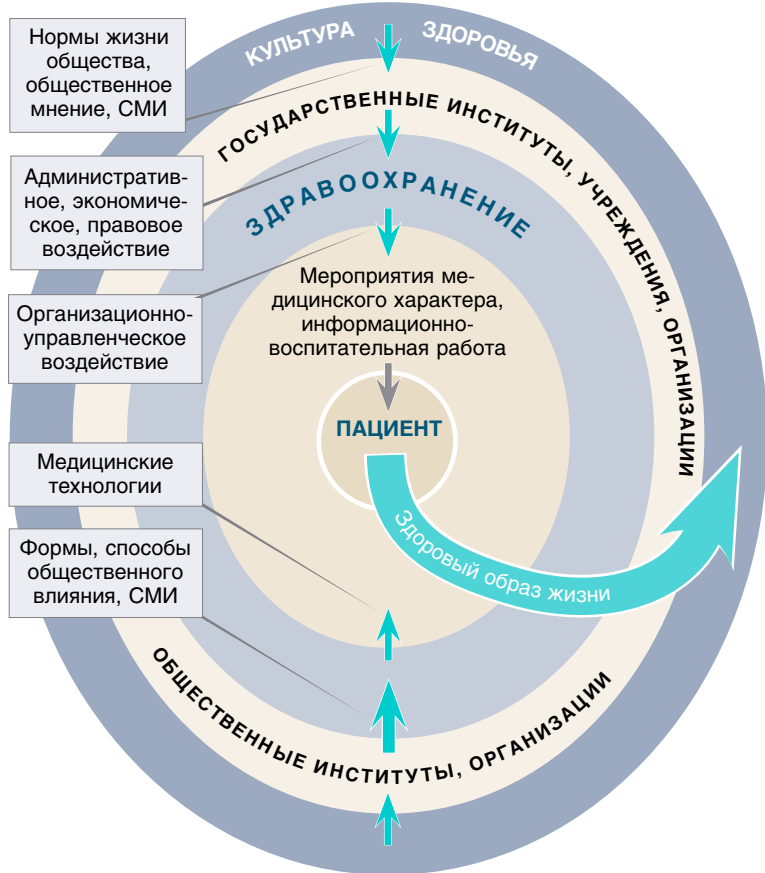 КУЛЬТУРА ЗДОРОВЬЯ
Нормы жизни
общества,
общественное
мнение, СМИ
ГОСУДАРСТВЕННЫЕ ИНСТИТУТЫ, УЧРЕЖДЕНИЯ, ОРГАНИЗАЦИИ
Административ-
ное, экономиче-
ское, правовое
воздействие
ЗДРАВООХРАНЕНИЕ
Мероприятия ме-
дицинского характера,
информационно-
воспитательная работа
Организационно-
управленческое
воздействие
ПАЦИЕНТ
Медицинские
технологии
Здоровый образ жизни
Формы, способы
общественного
влияния, СМИ
ОБЩЕСТВЕННЫЕ ИНСТИТУТЫ, ОРГАНИЗАЦИИ